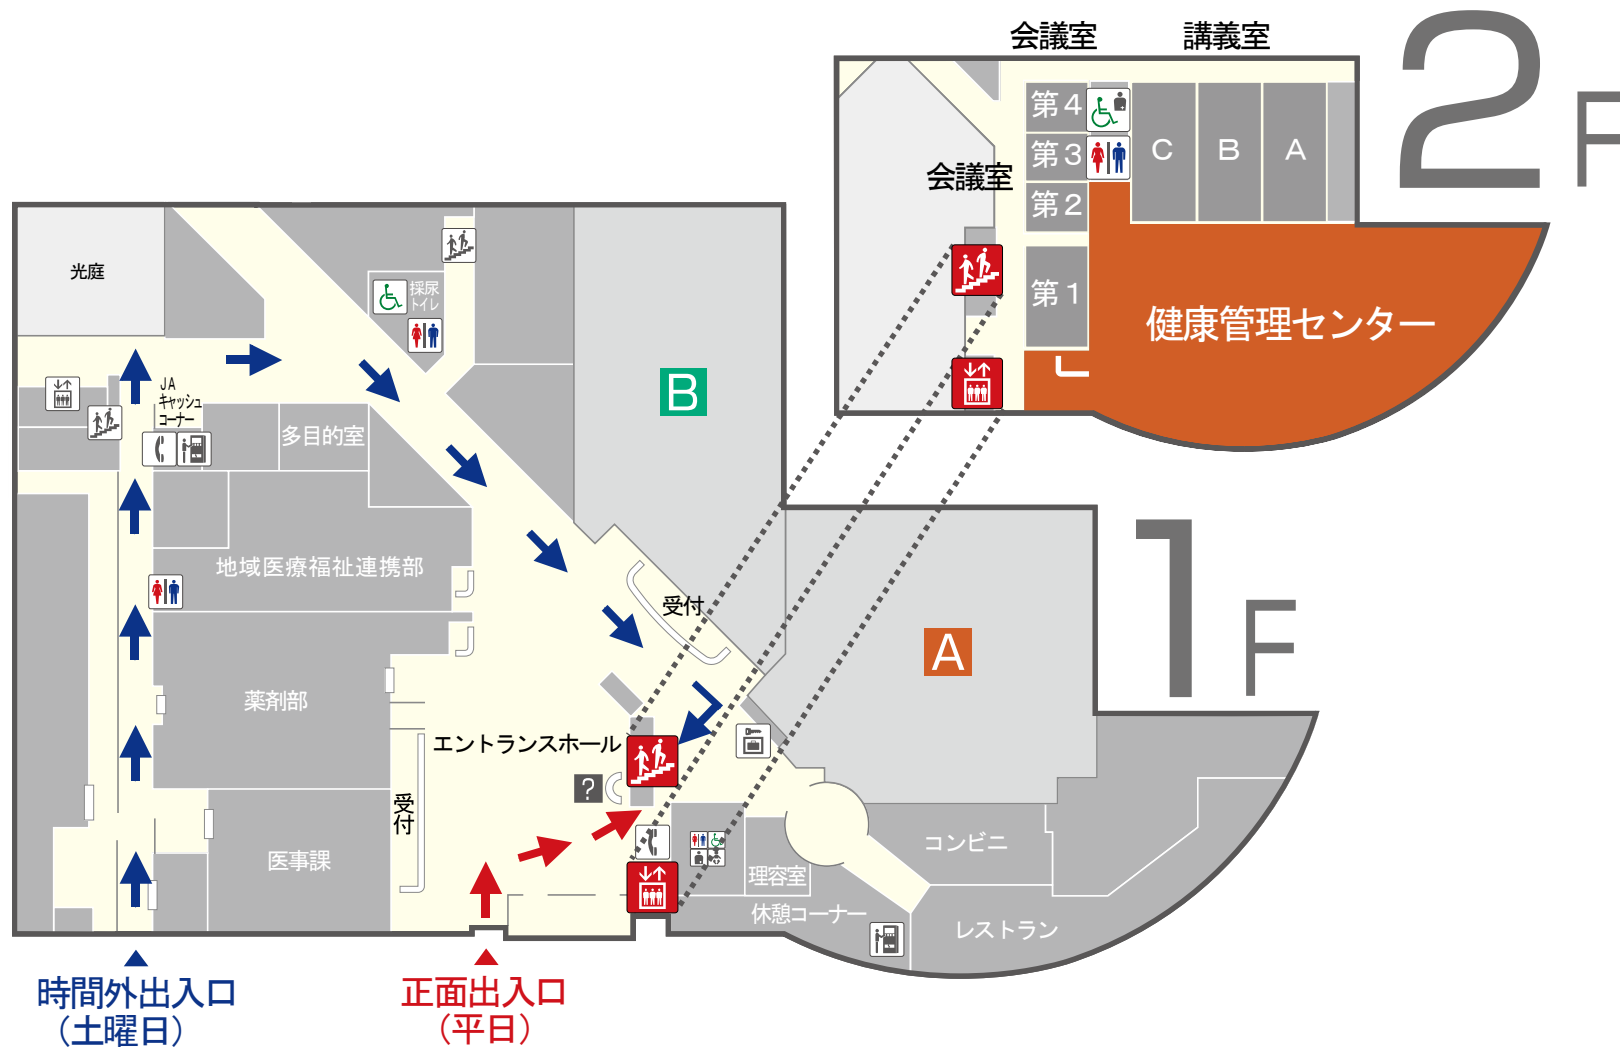 会議室
講義室
2F
第4
第3
第2
第1
C
B
A
会議室
健康管理センター
光庭
採尿
トイレ
JA
キャッシュ
コーナー
多目的室
B
地域医療福祉連携部
受付
1F
A
薬剤部
エントランスホール
?
受付
医事課
コンビニ
理容室
休憩コーナー
レストラン
時間外出入口
（土曜日）
正面出入口
（平日）